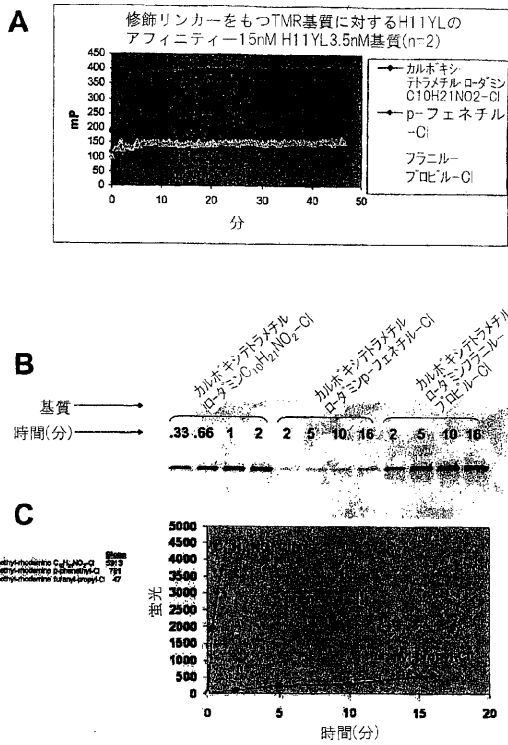 A
修飾リンカーをもつTMR基質に対するH11YLの
アフィニティー15nM H11YL3.5nM基質(n=2)
mP
450
400
350
300
250
200
150
100
50
0
0 10 20 30 40 50
分
カルボキシ
テトラメチル・ローダミン
C10H21NO2-Cl
p-フェネチル
-Cl
フラニル-
プロピル-Cl
B
基質
カルボキシテトラメチル
ローダミンC10H21NO2-Cl
カルボキシテトラメチル
ローダミンp-フェネチル-Cl
カルボキシテトラメチル
ローダミンフラニル-
プロピル-Cl
時間(分)
.33 .66 1 2 2 5 10 16 2 5 10 16
C
ethyl-rhodamine p-phenethyl-Cl
47
蛍光
5000
4500
4000
3500
3000
2500
2000
1500
1000
500
0
0 5 10 15 20
時間(分)